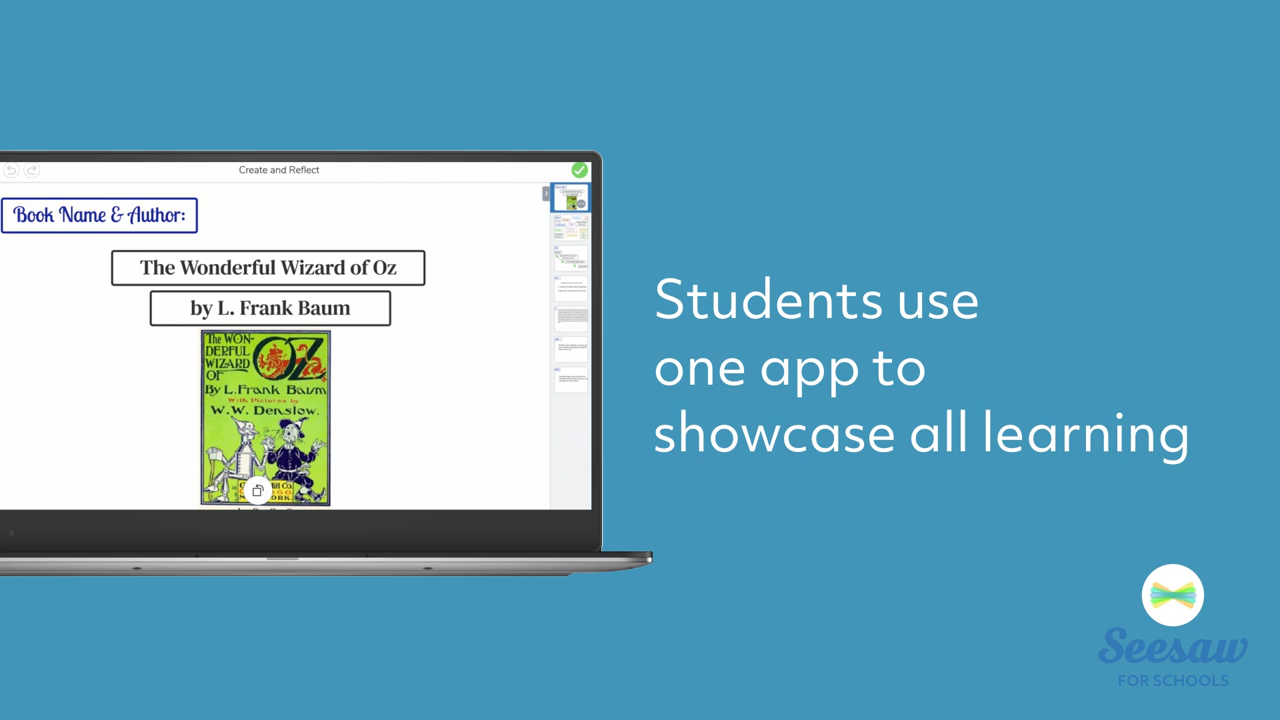 Create and Reflect
Book Name & Author:
The Wonderful Wizard of Oz
by L. Frank Baum
The WON-
DERFUL
WIZARD
OF OZ
By L. Frank Baum
With Pictures by
W.W. Denslow.
Students use
one app to
showcase all learning
Seesaw
FOR SCHOOLS